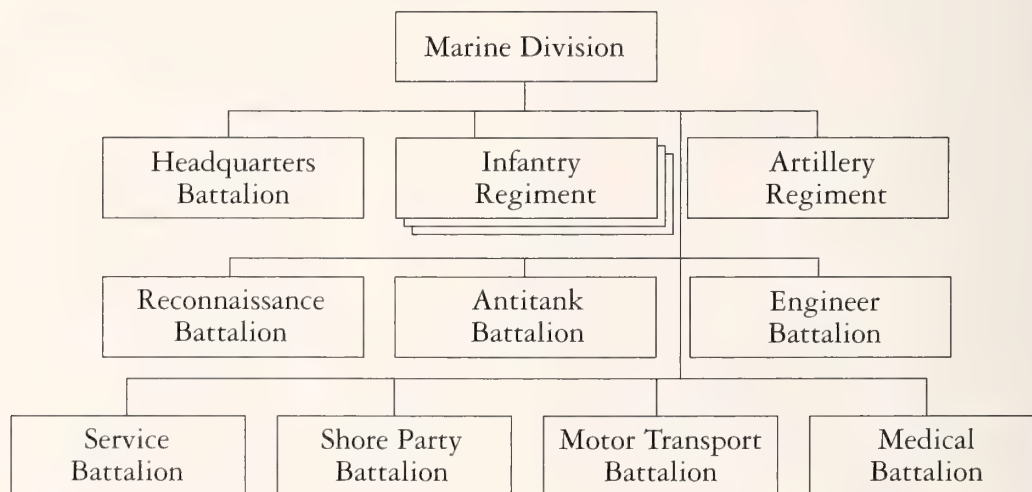 Marine Division
Headquarters
Battalion
Infantry
Regiment
Artillery
Regiment
Reconnaissance
Battalion
Antitank
Battalion
Engineer
Battalion
Service
Battalion
Shore Party
Battalion
Motor Transport
Battalion
Medical
Battalion